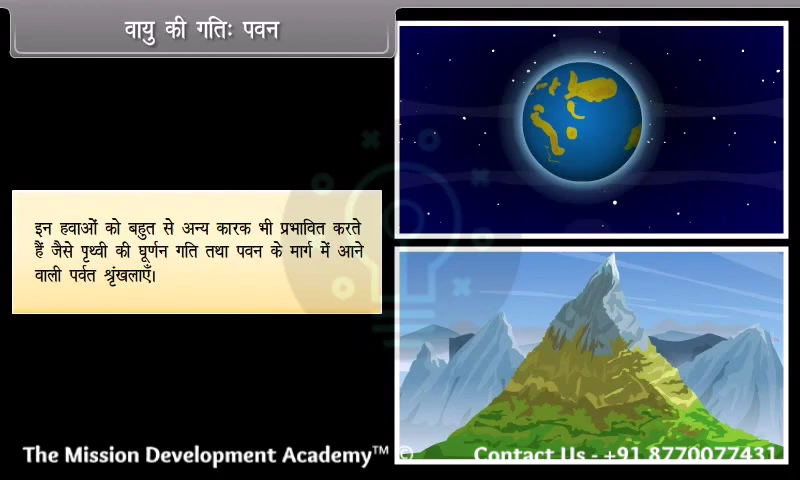 वायु की गतिः पवन
इन हवाओं को बहुत से अन्य कारक भी प्रभावित करते
हैं जैसे पृथ्वी की घूर्णन गति तथा पवन के मार्ग में आने
वाली पर्वत श्रृंखलाएँ।
The Mission Development Academy™ ©
Contact Us - +91 8770077431